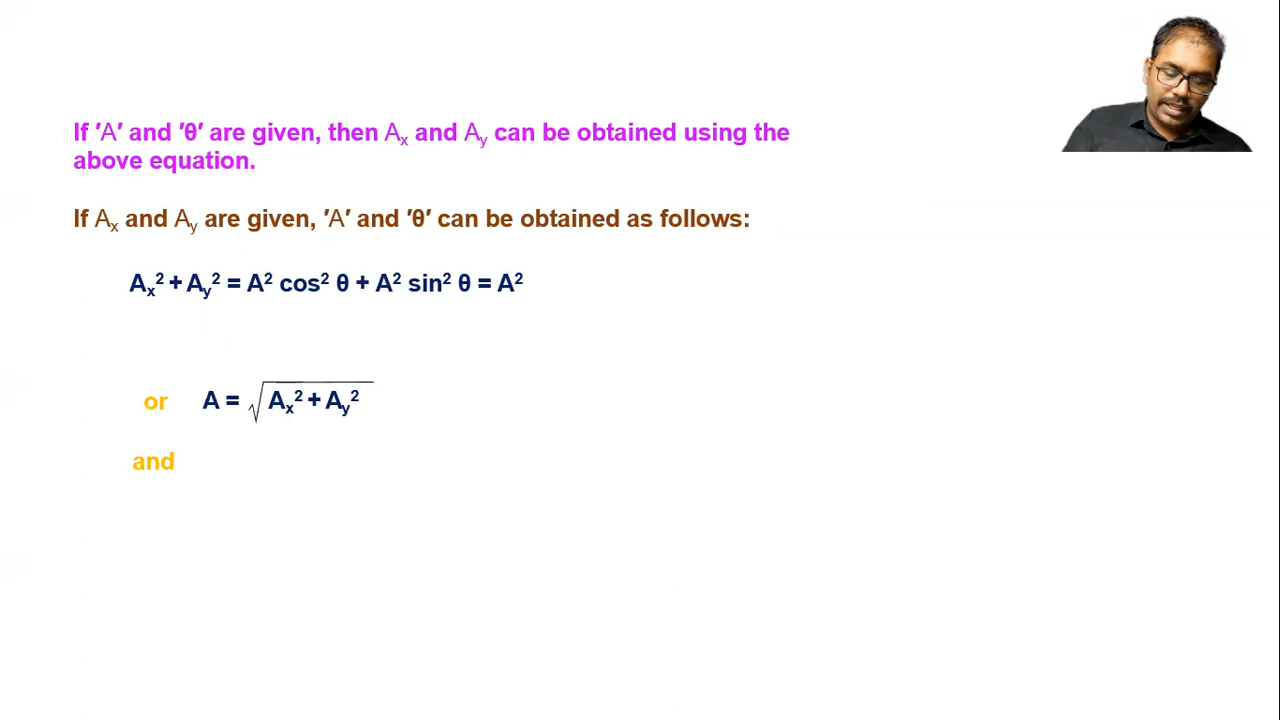 If ′A′ and ′θ′ are given, then Aₓ and Aᵧ can be obtained using the
above equation.
If Aₓ and Aᵧ are given, ′A′ and ′θ′ can be obtained as follows:
Aₓ² + Aᵧ² = A² cos² θ + A² sin² θ = A²
or A = √(Aₓ² + Aᵧ²)
and